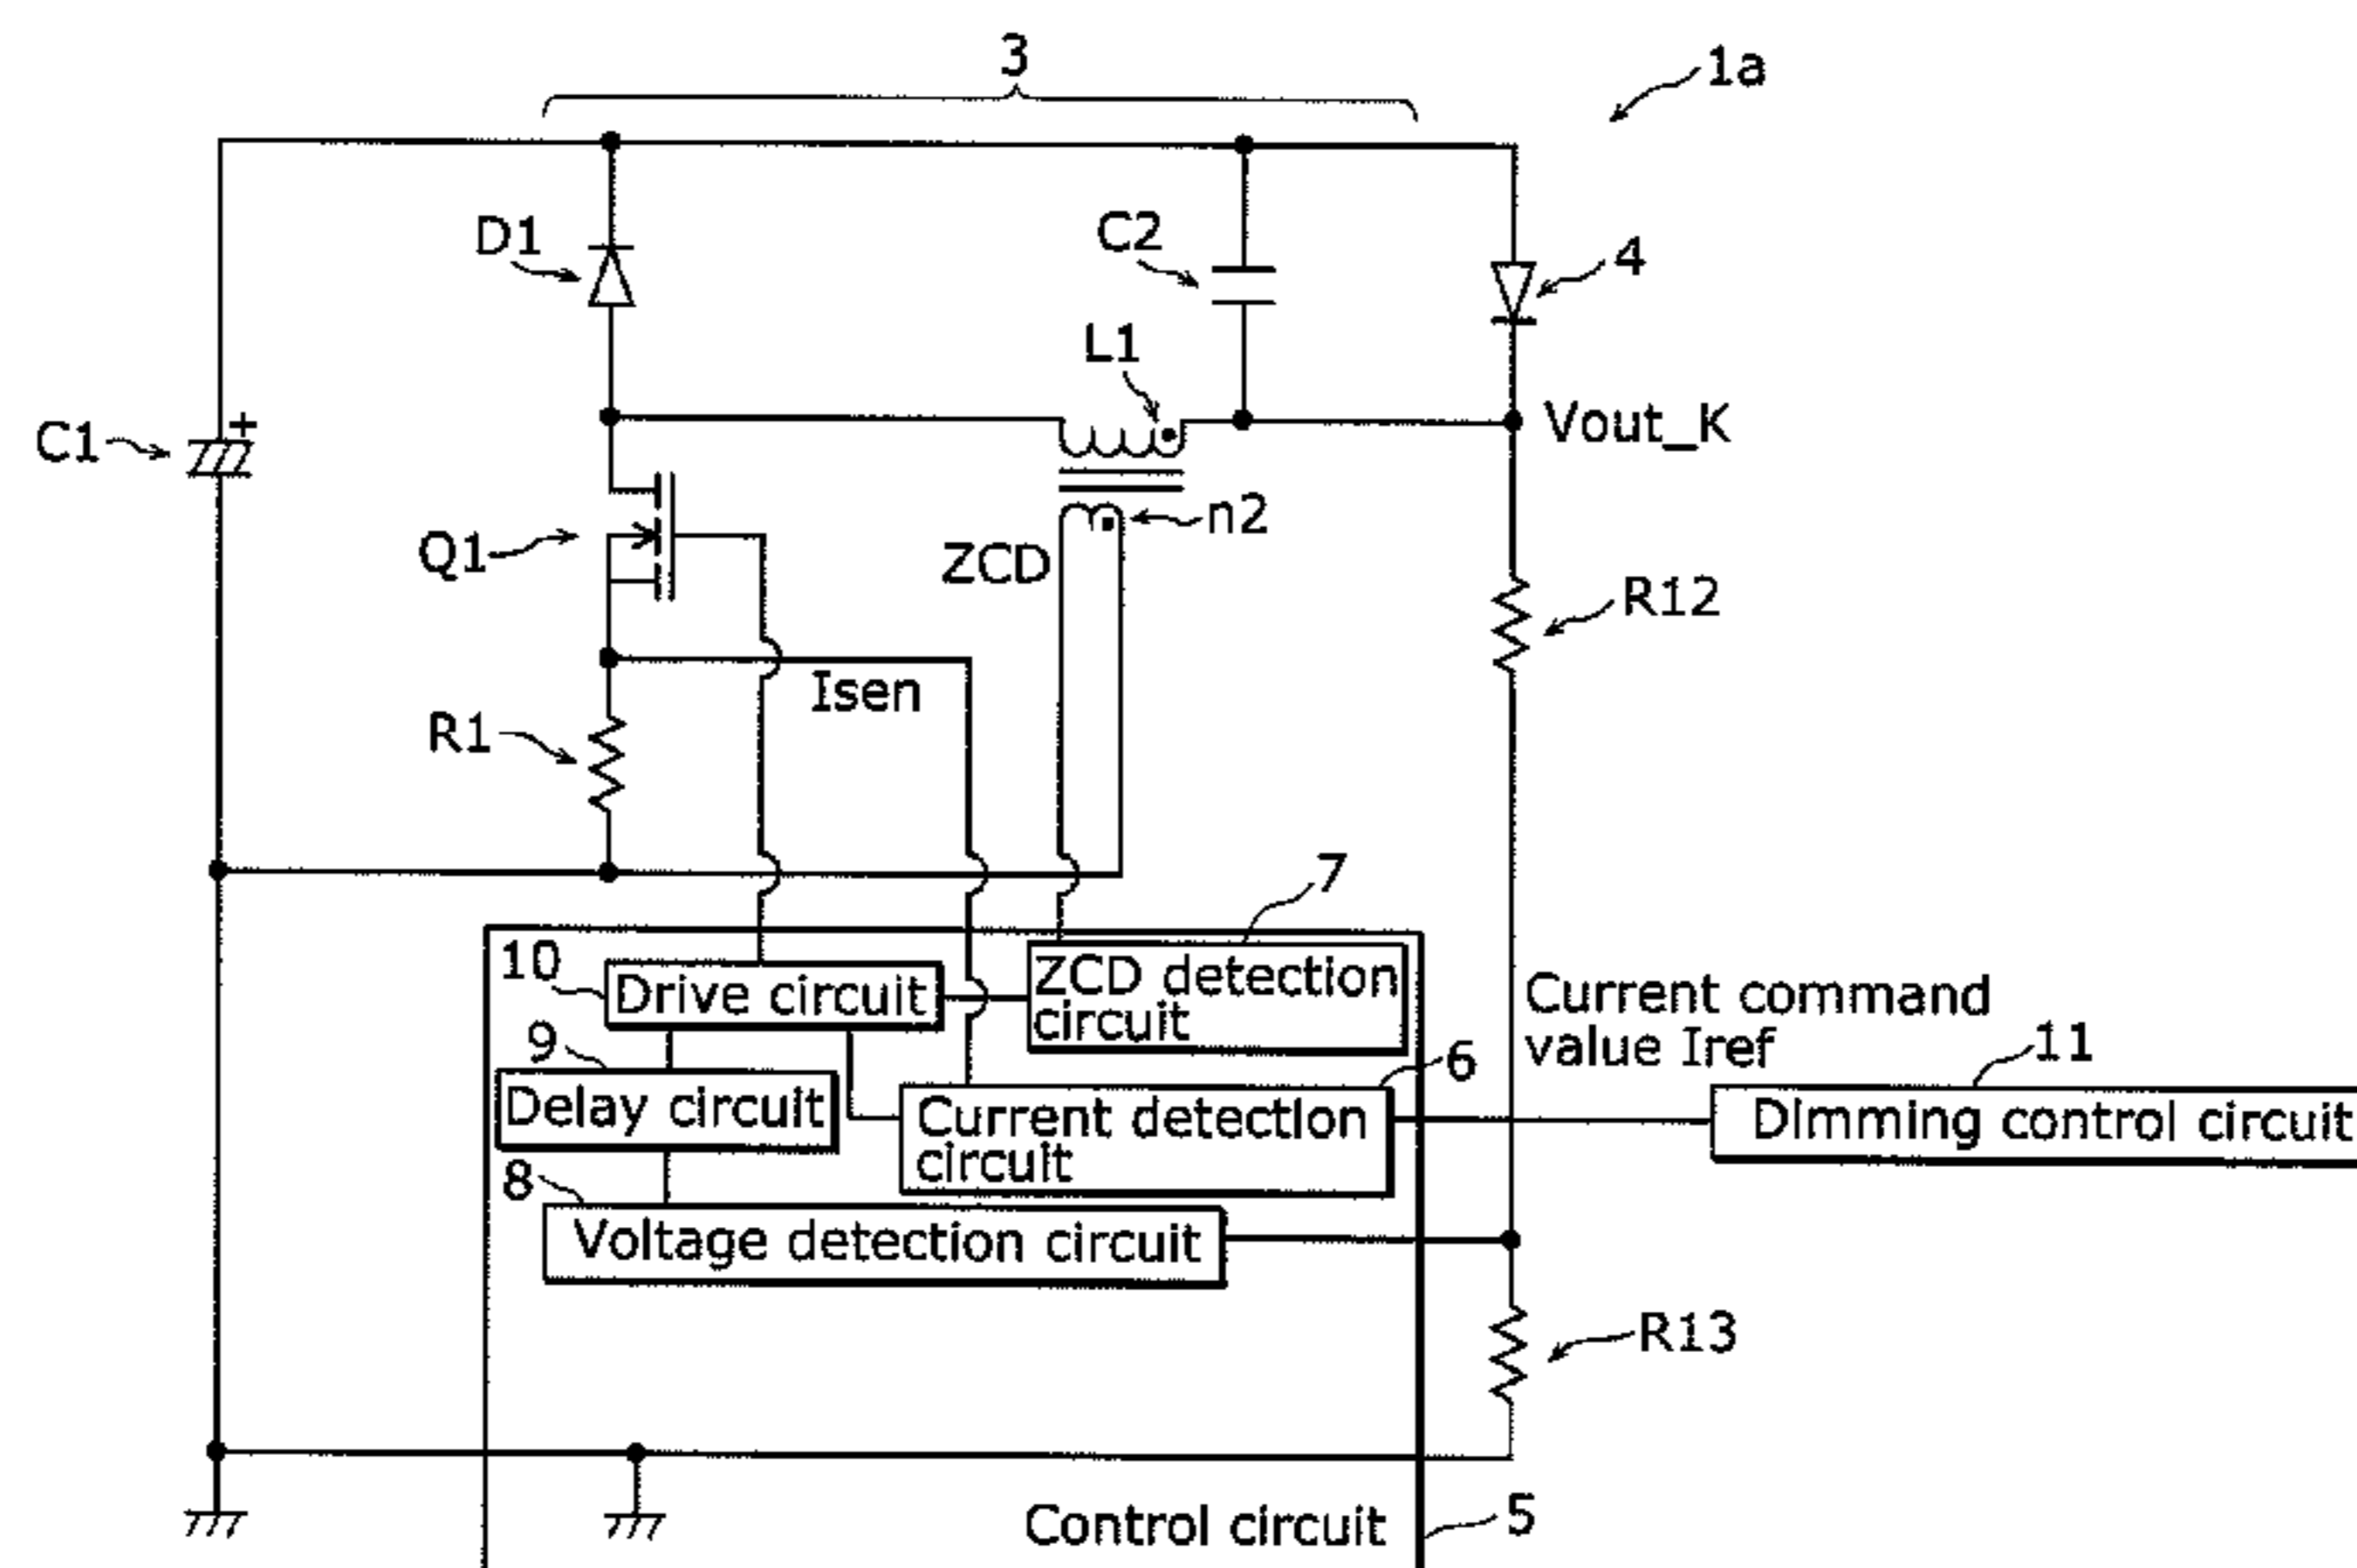 3
1a
D1
C2
4
L1
Vout_K
C1
+
Q1
n2
ZCD
R12
Isen
R1
7
10
Drive circuit
ZCD detection
circuit
Current command
value Iref
9
6
11
Delay circuit
Current detection
circuit
Dimming control circuit
8
Voltage detection circuit
R13
Control circuit
5